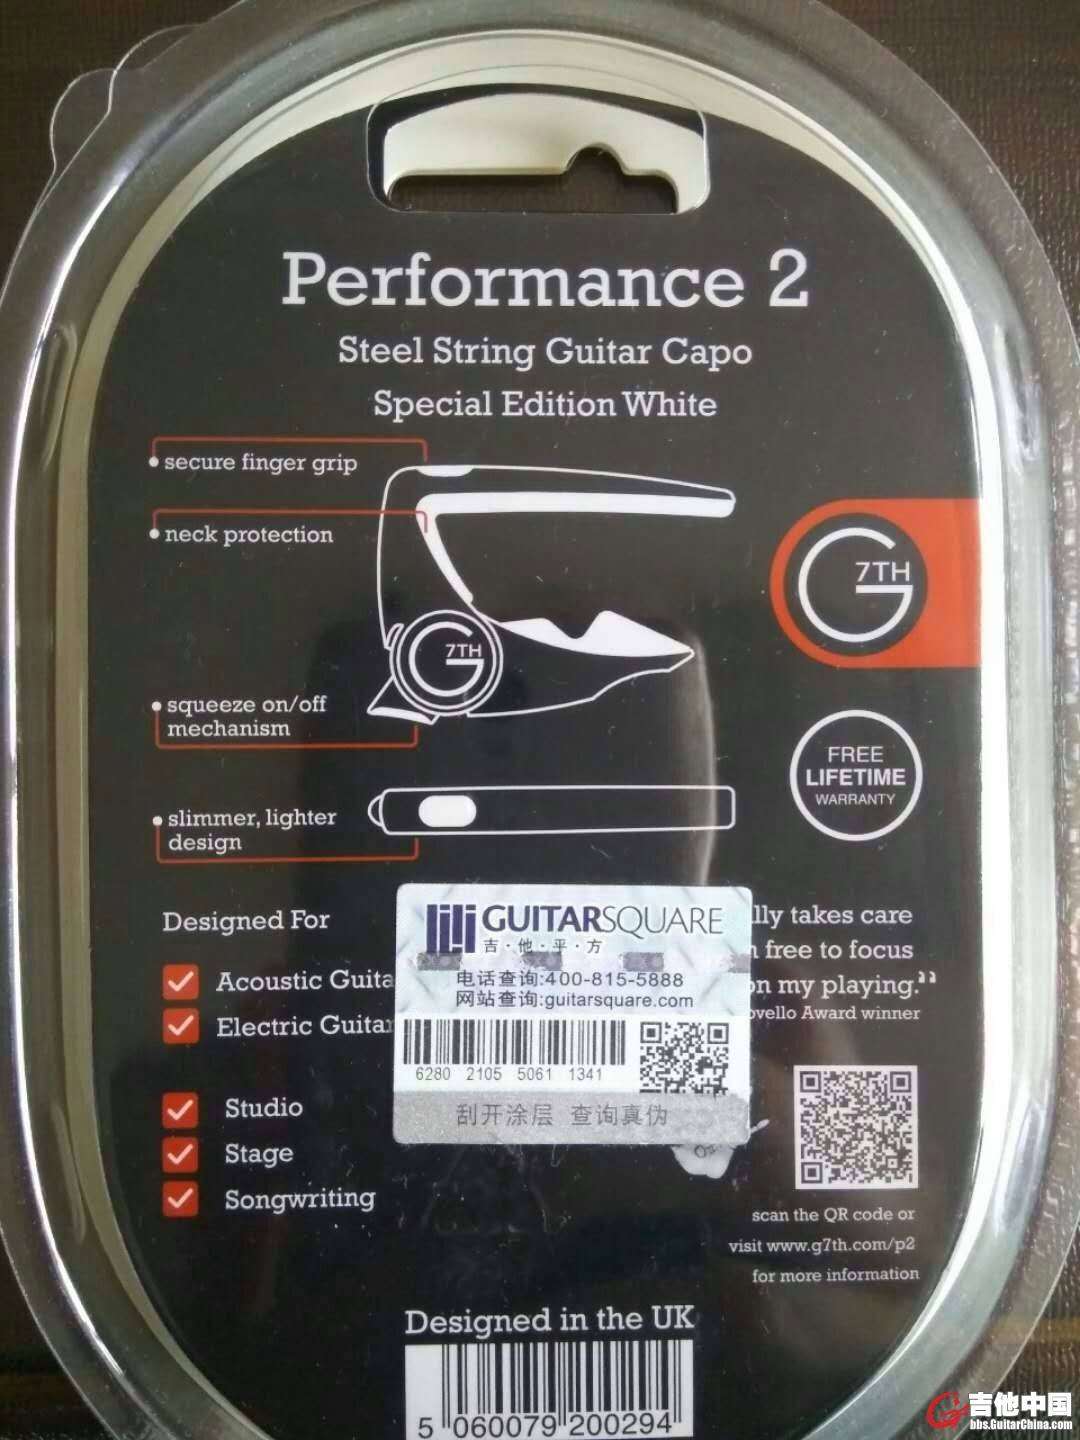 Performance 2
Steel String Guitar Capo
Special Edition White
secure finger grip
neck protection
7TH
7TH
squeeze on/off
mechanism
FREE
LIFETIME
WARRANTY
slimmer, lighter
design
Designed For
Acoustic Guita
Electric Guitar
Studio
Stage
Songwriting
GUITARSQUARE
吉·他·平·方
电话查询:400-815-5888
网站查询:guitarsquare.com
6280 2105 5061 1341
刮开涂层 查询真伪
lly takes care
free to focus
on my playing.”
ovello Award winner
scan the QR code or
visit www.g7th.com/p2
for more information
Designed in the UK
5 060079 200294
吉他中国
bbs.GuitarChina.com